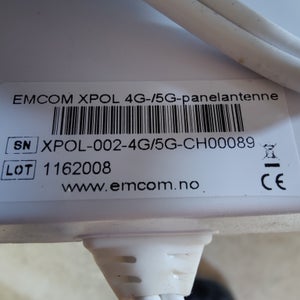 EMCOM XPOL 4G-/5G-panelantenne
SN XPOL-002-4G/5G-CH00089
LOT 1162008
www.emcom.no
CE